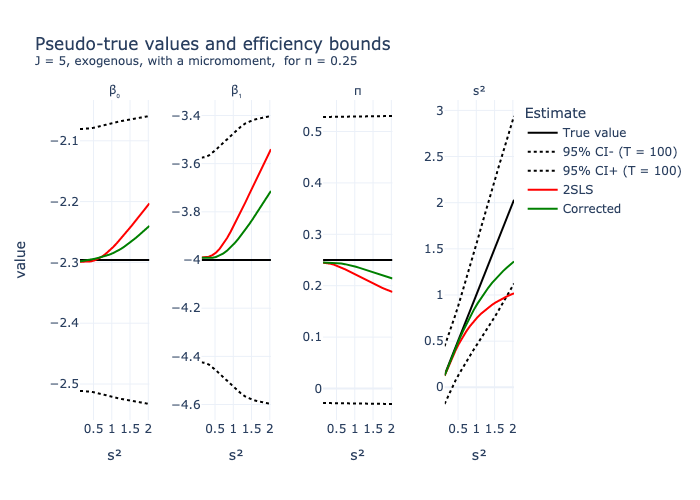 Pseudo-true values and efficiency bounds
J = 5, exogenous, with a micromoment,  for π = 0.25
β₀
β₁
π
s²
value
−2.1
−2.2
−2.3
−2.4
−2.5
0.5 1 1.5 2
s²
−3.4
−3.6
−3.8
−4
−4.2
−4.4
−4.6
0.5 1 1.5 2
s²
0.5
0.4
0.3
0.2
0.1
0
0.5 1 1.5 2
s²
3
2.5
2
1.5
1
0.5
0
0.5 1 1.5 2
s²
Estimate
True value
95% CI- (T = 100)
95% CI+ (T = 100)
2SLS
Corrected